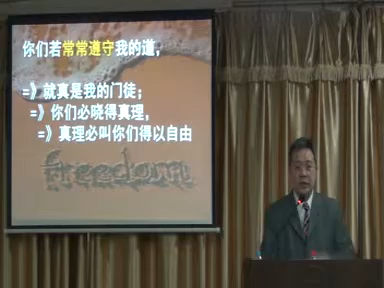 你们若常常遵守我的道，
=》就真是我的门徒；
=》你们必晓得真理，
=》真理必叫你们得以自由
freedom